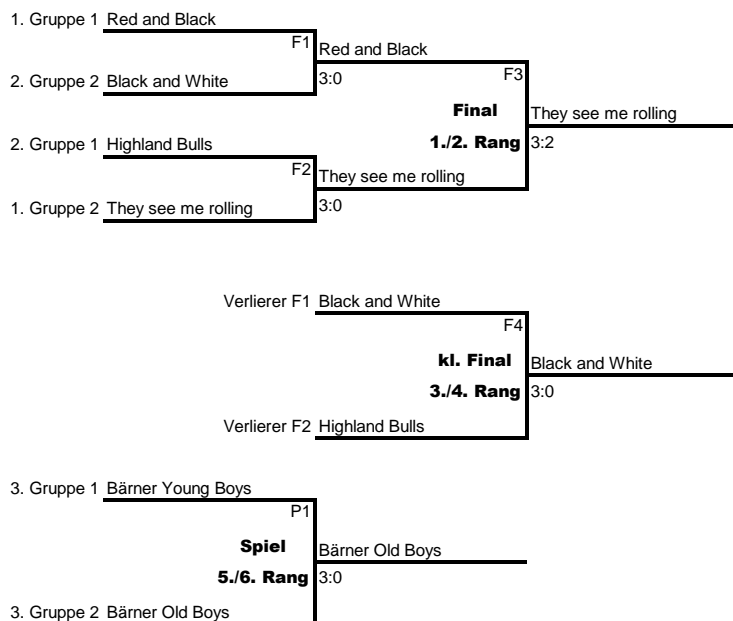 1. Gruppe 1 Red and Black
F1
Red and Black
2. Gruppe 2 Black and White
3:0
F3
Final
They see me rolling
2. Gruppe 1 Highland Bulls
1./2. Rang 3:2
F2
They see me rolling
1. Gruppe 2 They see me rolling
3:0
Verlierer F1 Black and White
F4
kl. Final
Black and White
3./4. Rang 3:0
Verlierer F2 Highland Bulls
3. Gruppe 1 Bärner Young Boys
P1
Spiel
Bärner Old Boys
5./6. Rang 3:0
3. Gruppe 2 Bärner Old Boys